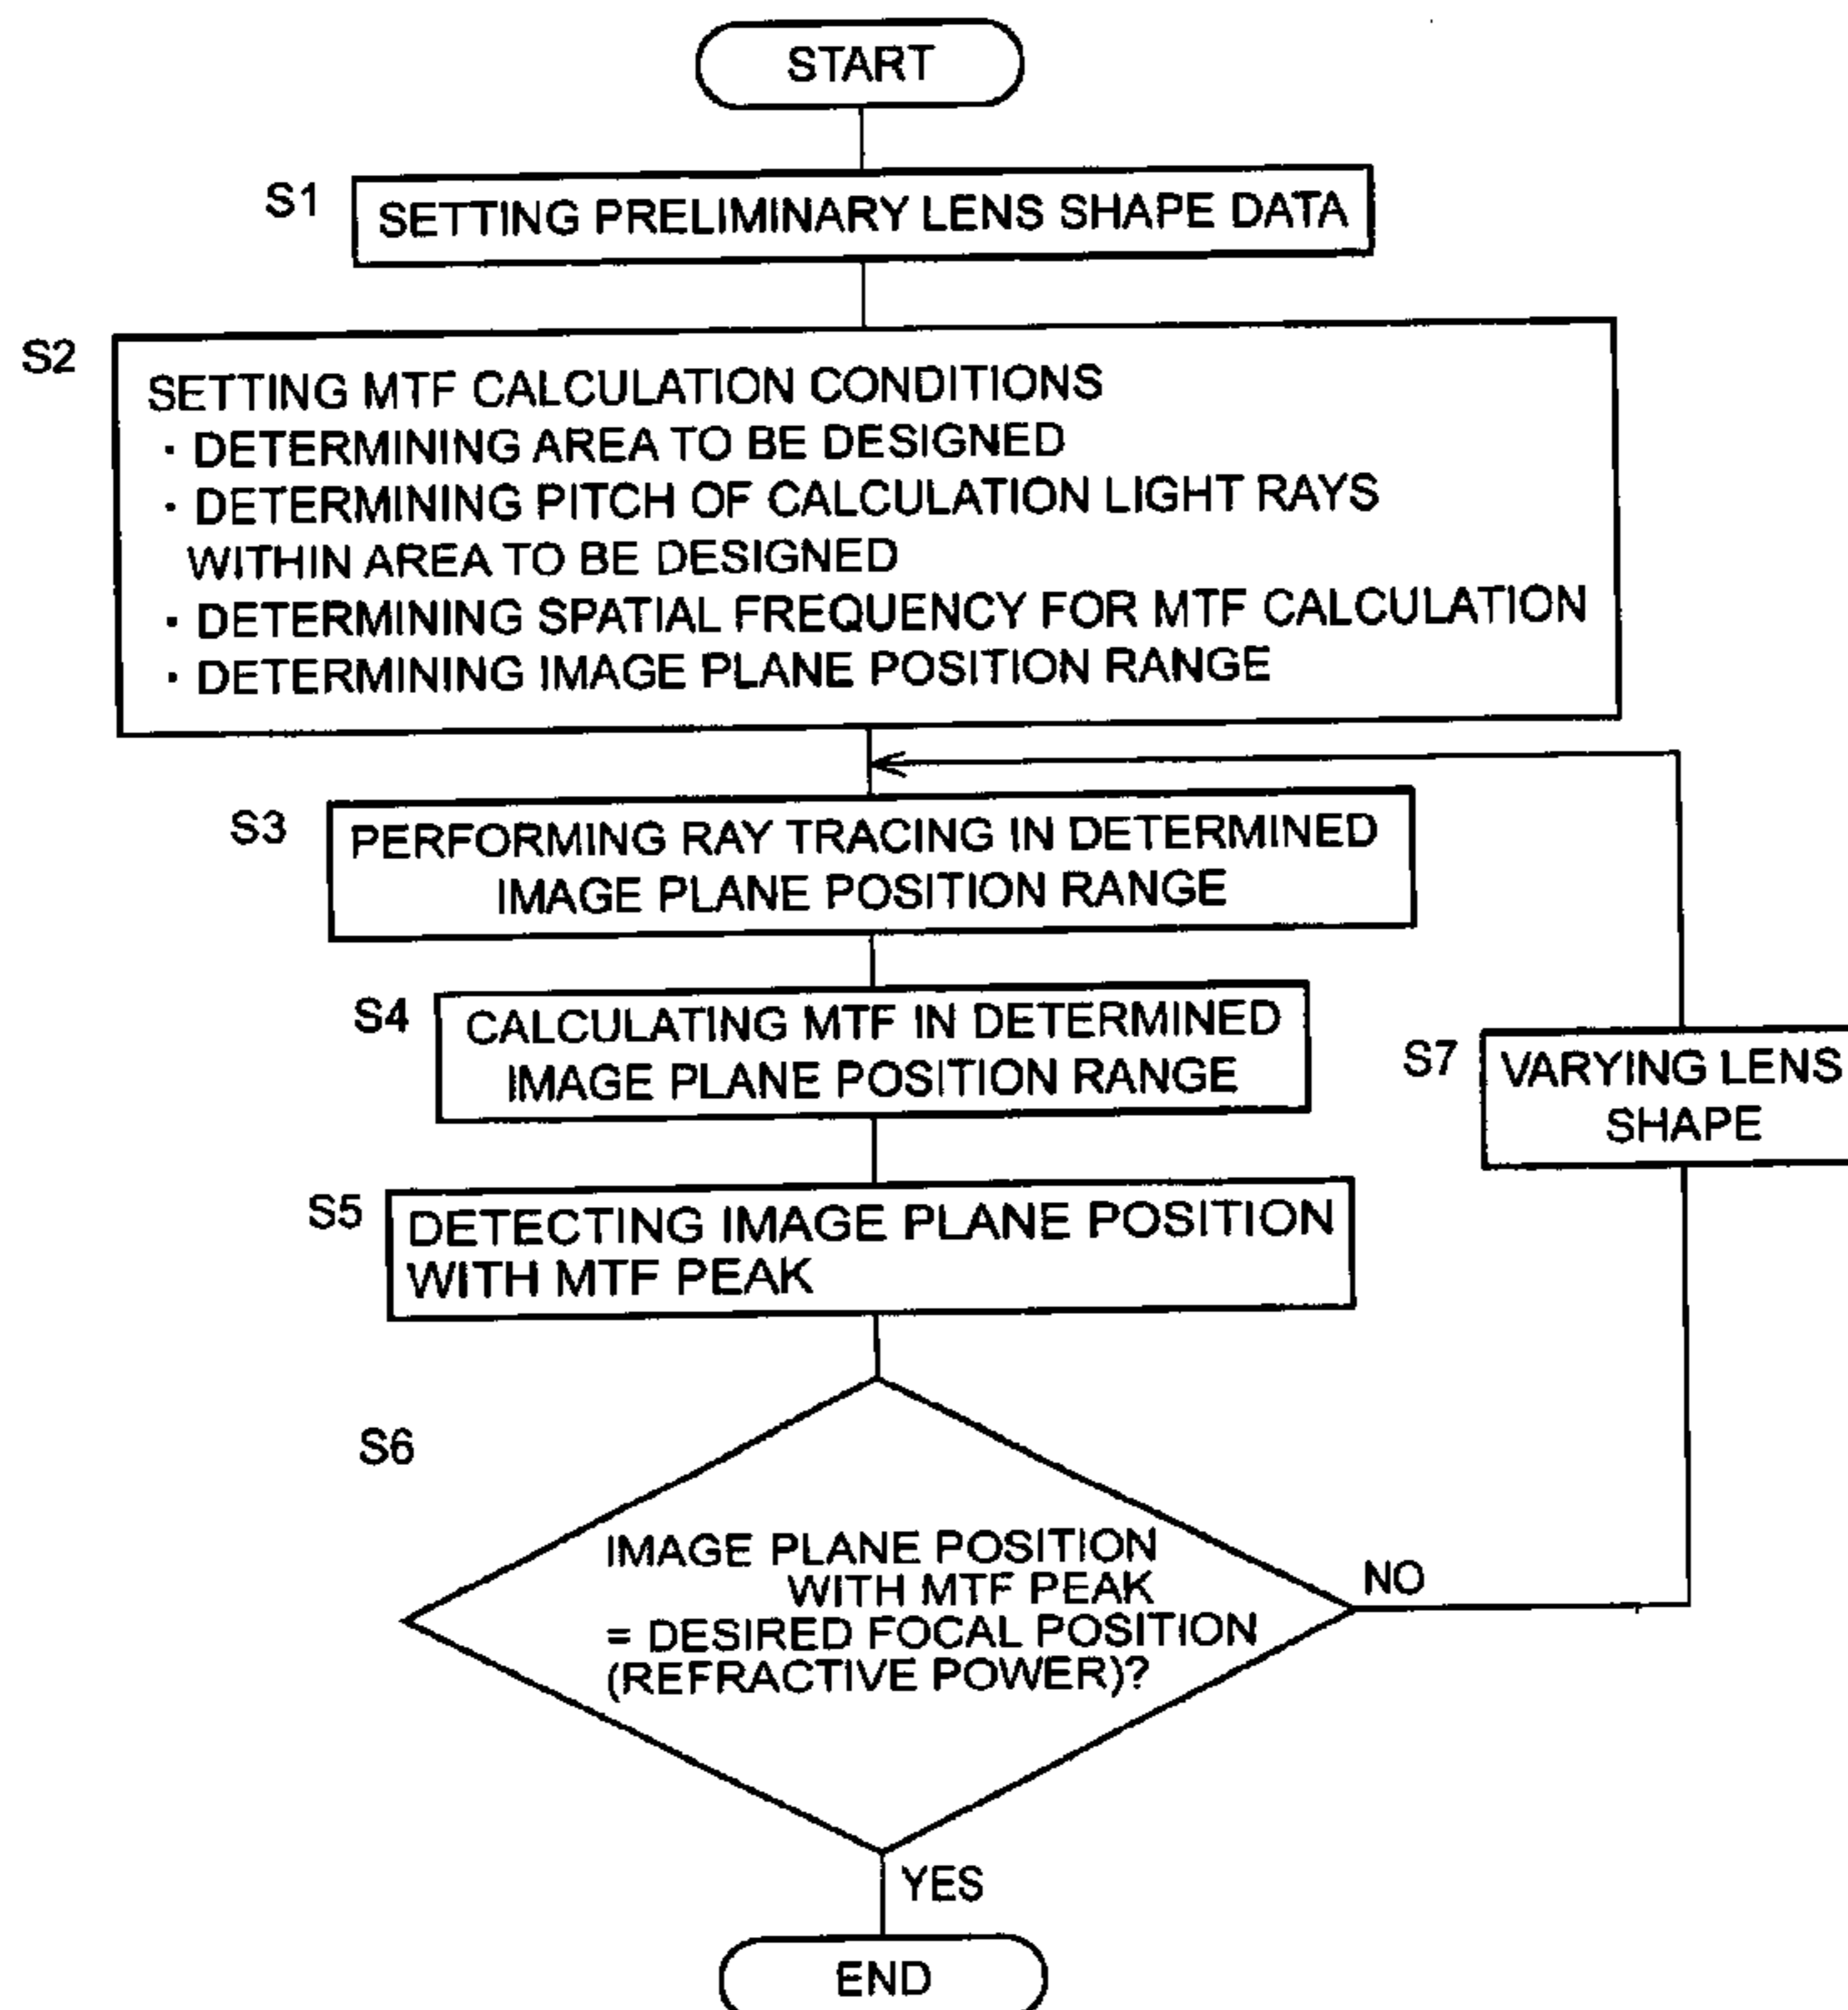 START
S1
SETTING PRELIMINARY LENS SHAPE DATA
S2
SETTING MTF CALCULATION CONDITIONS
· DETERMINING AREA TO BE DESIGNED
· DETERMINING PITCH OF CALCULATION LIGHT RAYS
WITHIN AREA TO BE DESIGNED
· DETERMINING SPATIAL FREQUENCY FOR MTF CALCULATION
· DETERMINING IMAGE PLANE POSITION RANGE
S3
PERFORMING RAY TRACING IN DETERMINED
IMAGE PLANE POSITION RANGE
S4
CALCULATING MTF IN DETERMINED
IMAGE PLANE POSITION RANGE
S7
VARYING LENS
SHAPE
S5
DETECTING IMAGE PLANE POSITION
WITH MTF PEAK
S6
IMAGE PLANE POSITION
WITH MTF PEAK
= DESIRED FOCAL POSITION
(REFRACTIVE POWER)?
NO
YES
END